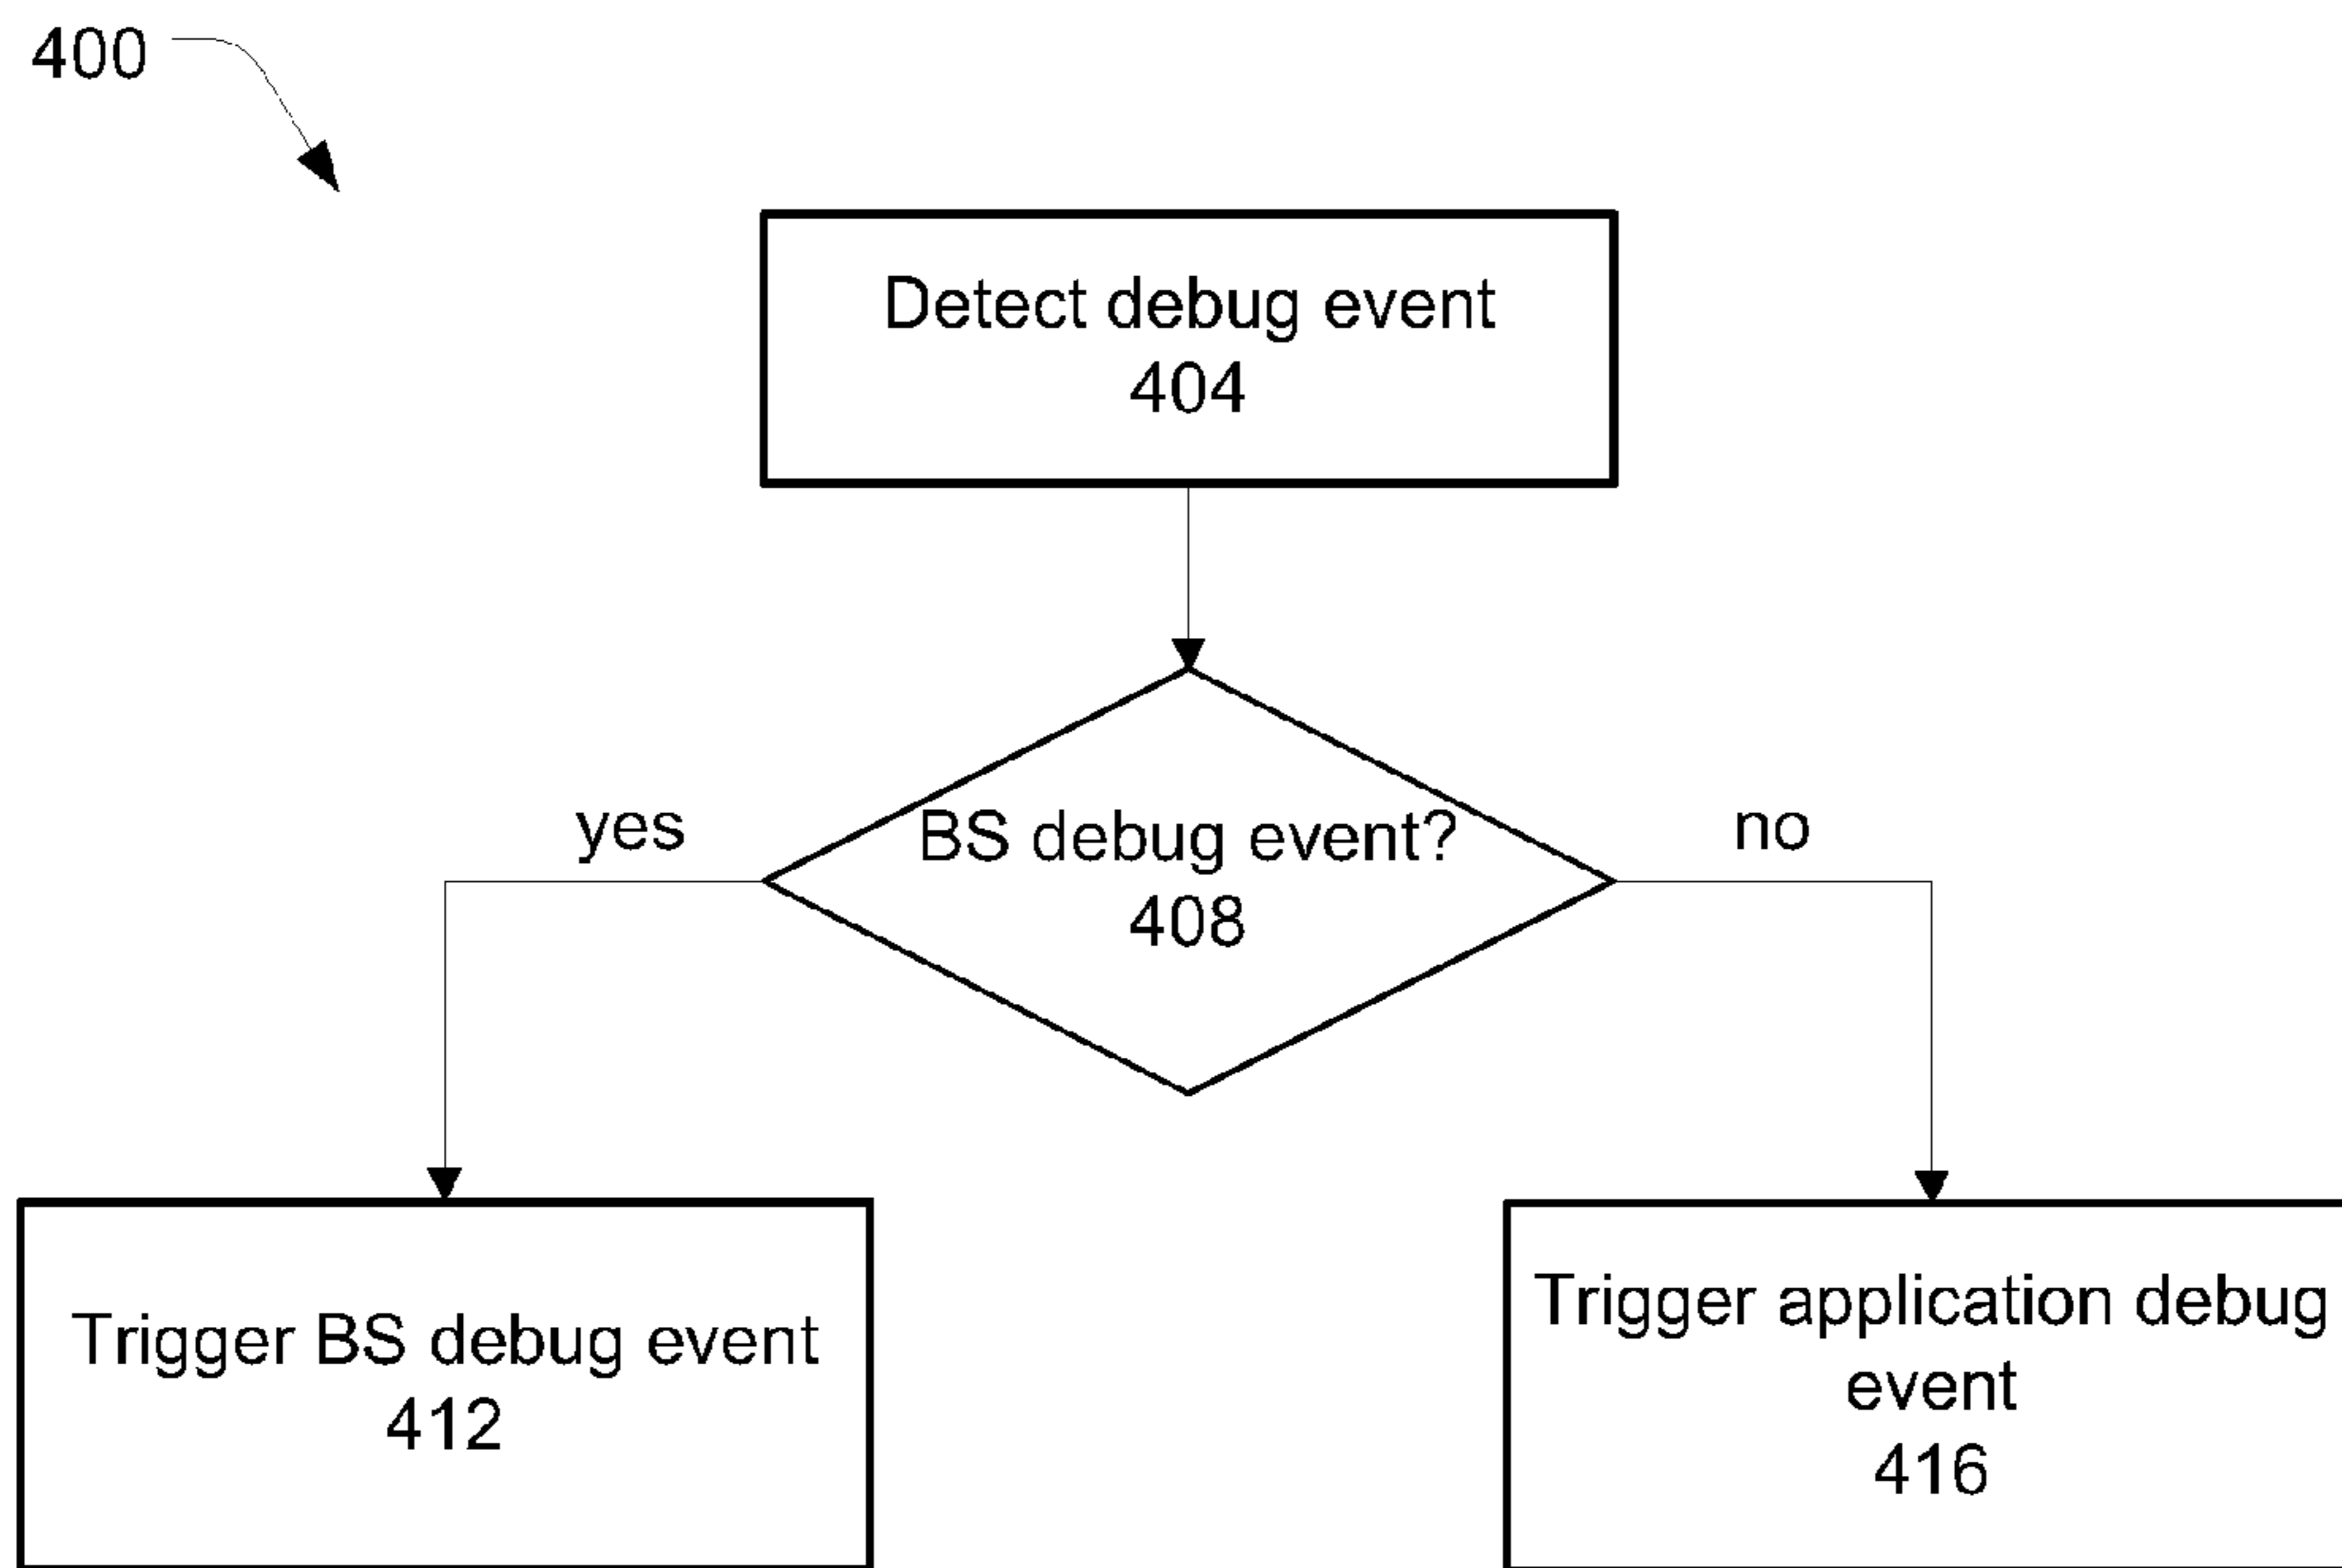 400
Detect debug event
404
BS debug event?
408
yes
no
Trigger BS debug event
412
Trigger application debug
event
416